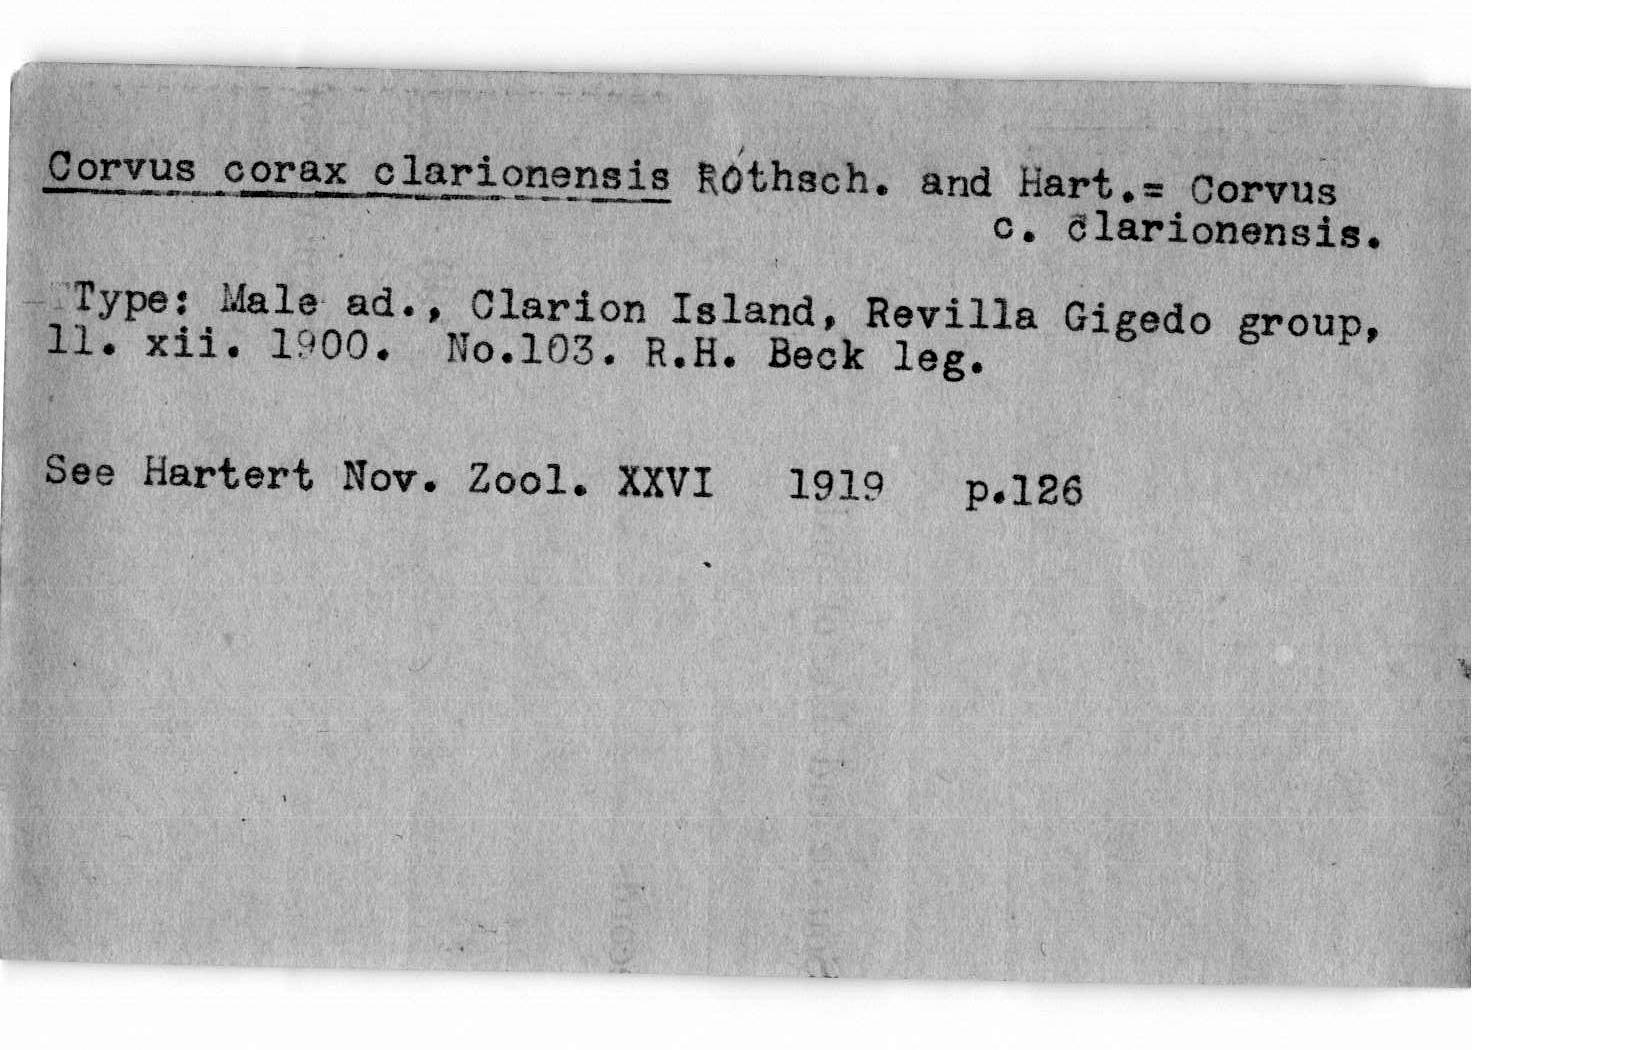 Corvus corax clarionensis Rothsch. and Hart.= Corvus
c. clarionensis.
Type: Male ad., Clarion Island, Revilla Gigedo group,
11. xii. 1900. No.103. R.H. Beck leg.
See Hartert Nov. Zool. XXVI 1919 p.126